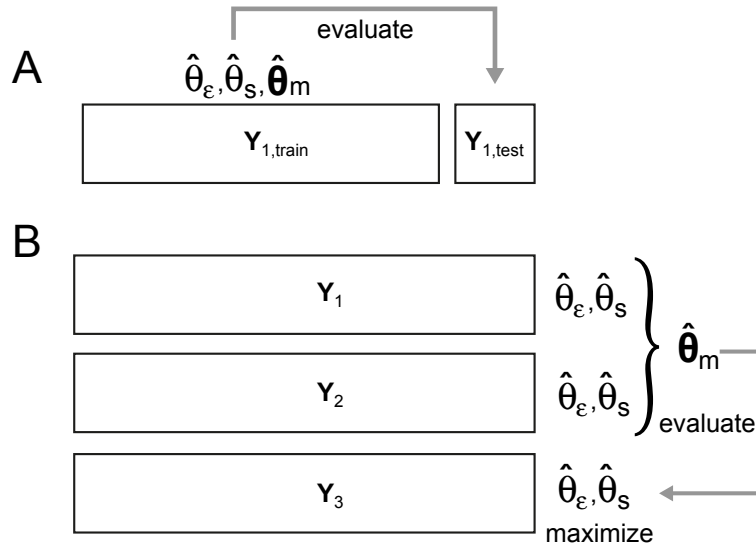 evaluate
A
θ̂ε,θ̂s,θ̂m
Y1,train
Y1,test
B
Y1
θ̂ε,θ̂s
θ̂m
Y2
θ̂ε,θ̂s
evaluate
Y3
θ̂ε,θ̂s
maximize